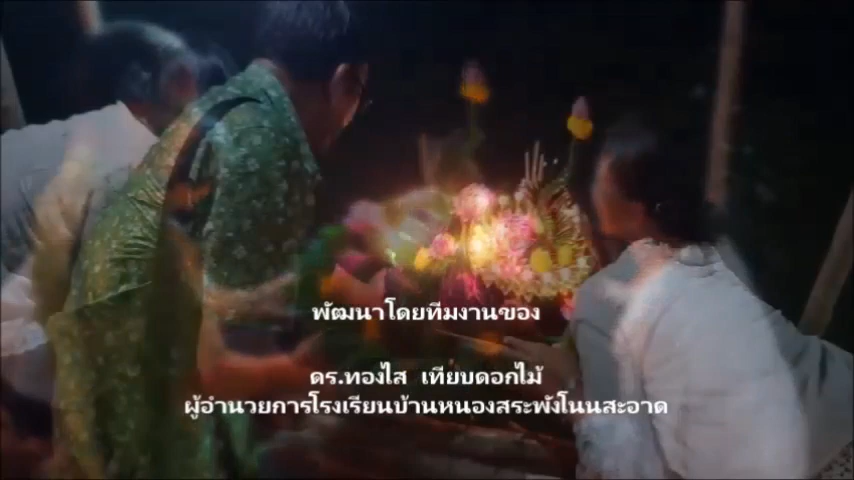 พัฒนาโดยทีมงานของ
ดร.ทองไส เทียบดอกไม้
ผู้อำนวยการโรงเรียนบ้านหนองสระพังโนนสะอาด